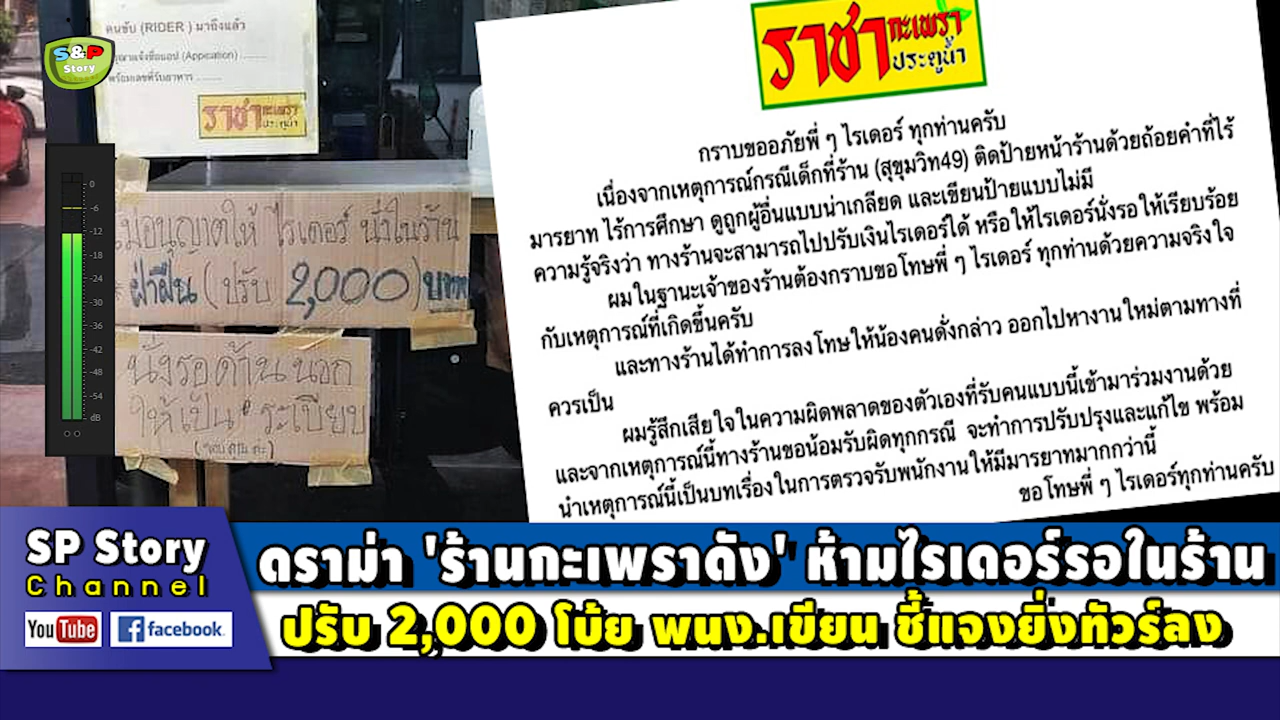 S&P
Story
คนขับ (RIDER ) มาถึงแล้ว
กรุณาแจ้งชื่อแอป (Application) ........
พร้อมเลขที่รับอาหาร ........
ราชา กะเพรา
ประตูน้ำ
ไม่อนุญาตให้ ไรเดอร์ นั่งในร้าน
* ฝ่าฝืน (ปรับ 2,000) บาท
นั่งรอด้านนอก
ให้เป็นระเบียบ
0
-6
-12
-18
-24
-30
-36
-42
-48
-54
dB
ราชา กะเพรา
ประตูน้ำ
กราบขออภัยพี่ ๆ ไรเดอร์ ทุกท่านครับ
เนื่องจากเหตุการณ์กรณีเด็กที่ร้าน (สุขุมวิท49) ติดป้ายหน้าร้านด้วยถ้อยคำที่ไร้
มารยาท ไร้การศึกษา ดูถูกผู้อื่นแบบน่าเกลียด และเขียนป้ายแบบไม่มี
ความรู้จริงว่า ทางร้านจะสามารถไปปรับเงินไรเดอร์ได้ หรือให้ไรเดอร์นั่งรอให้เรียบร้อย
ผมในฐานะเจ้าของร้านต้องกราบขอโทษพี่ ๆ ไรเดอร์ ทุกท่านด้วยความจริงใจ
กับเหตุการณ์ที่เกิดขึ้นครับ
และทางร้านได้ทำการลงโทษให้น้องคนดั่งกล่าว ออกไปหางานใหม่ตามทางที่
ควรเป็น
ผมรู้สึกเสียใจในความผิดพลาดของตัวเองที่รับคนแบบนี้เข้ามาร่วมงานด้วย
และจากเหตุการณ์นี้ทางร้านขอน้อมรับผิดทุกกรณี จะทำการปรับปรุงและแก้ไข พร้อม
นำเหตุการณ์นี้เป็นบทเรื่องในการตรวจรับพนักงานให้มีมารยาทมากกว่านี้
ขอโทษพี่ ๆ ไรเดอร์ทุกท่านครับ
SP Story
Channel
YouTube
facebook
ดราม่า 'ร้านกะเพราดัง' ห้ามไรเดอร์รอในร้าน
ปรับ 2,000 โบ้ย พนง.เขียน ชี้แจงยิ่งทัวร์ลง